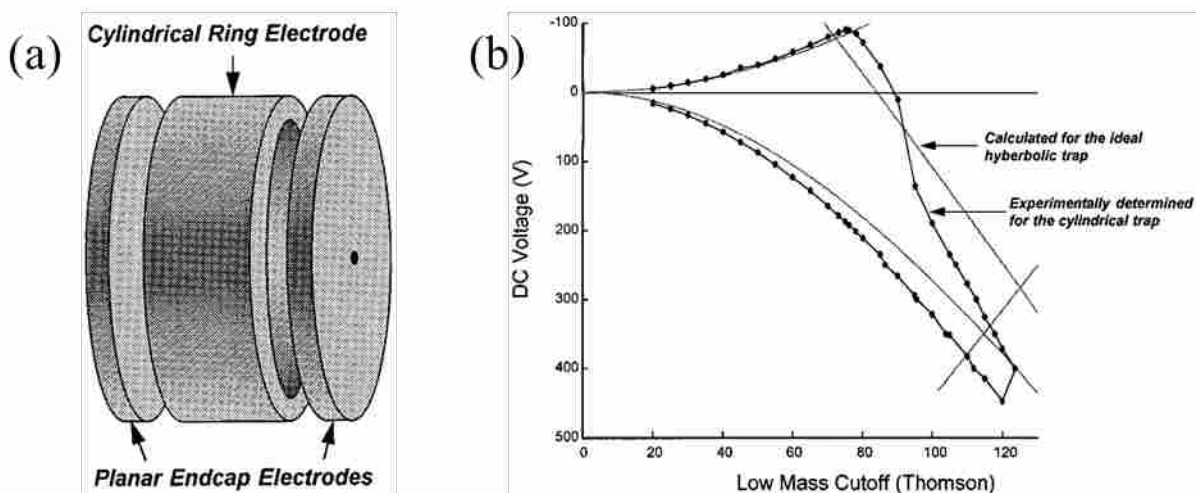 (a)
Cylindrical Ring Electrode
Planar Endcap Electrodes
(b)
DC Voltage (V)
-100
0
100
200
300
400
500
Calculated for the ideal
hyberbolic trap
Experimentally determined
for the cylindrical trap
0 20 40 60 80 100 120
Low Mass Cutoff (Thomson)